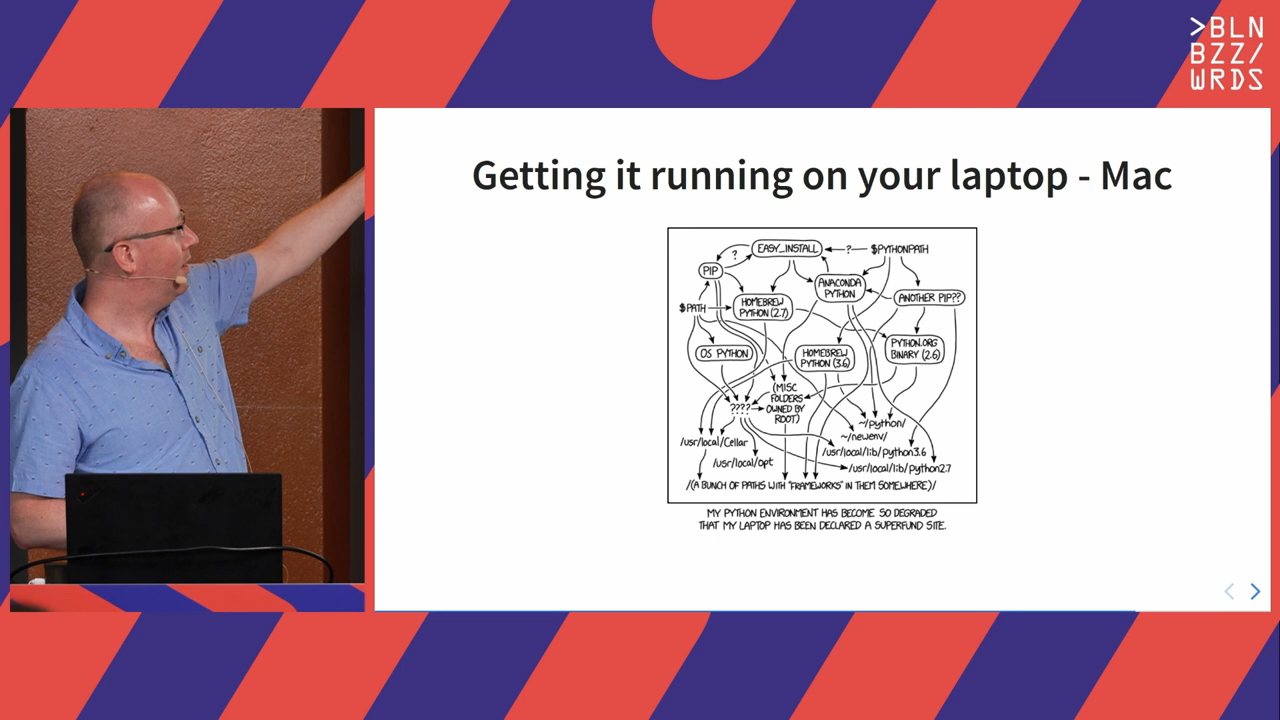 >BLN
BZZ/
WRDS
Getting it running on your laptop - Mac
EASY_INSTALL
?
$PYTHONPATH
?
PIP
ANACONDA
PYTHON
ANOTHER PIP??
HOMEBREW
PYTHON (2.7)
$PATH
OS PYTHON
HOMEBREW
PYTHON (3.6)
PYTHON.ORG
BINARY (2.6)
(MISC
FOLDERS
OWNED BY
ROOT)
????
~/python/
~/newenv/
/usr/local/Cellar
/usr/local/lib/python3.6
/usr/local/opt
/usr/local/lib/python2.7
/(A BUNCH OF PATHS WITH "FRAMEWORKS" IN THEM SOMEWHERE)/
MY PYTHON ENVIRONMENT HAS BECOME SO DEGRADED
THAT MY LAPTOP HAS BEEN DECLARED A SUPERFUND SITE.